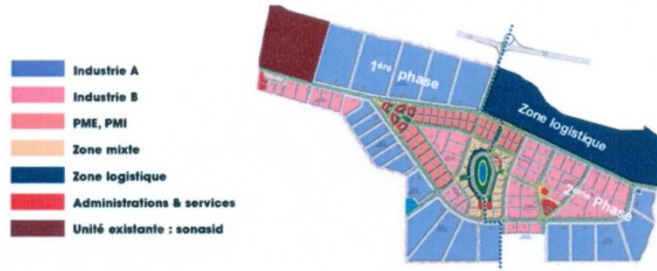 Industrie A
Industrie B
PME, PMI
Zone mixte
Zone logistique
Administrations & services
Unité existante : sonasid
1ère phase
Zone logistique
2ème Phase